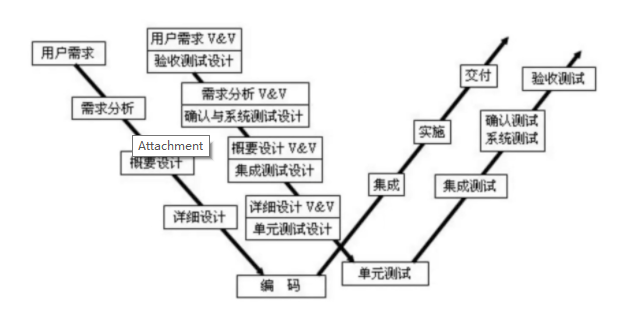 用户需求
需求分析
Attachment
概要设计
详细设计
编 码
用户需求 V&V
验收测试设计
需求分析 V&V
确认与系统测试设计
概要设计 V&V
集成测试设计
详细设计 V&V
单元测试设计
集成
实施
交付
单元测试
集成测试
确认测试
系统测试
验收测试